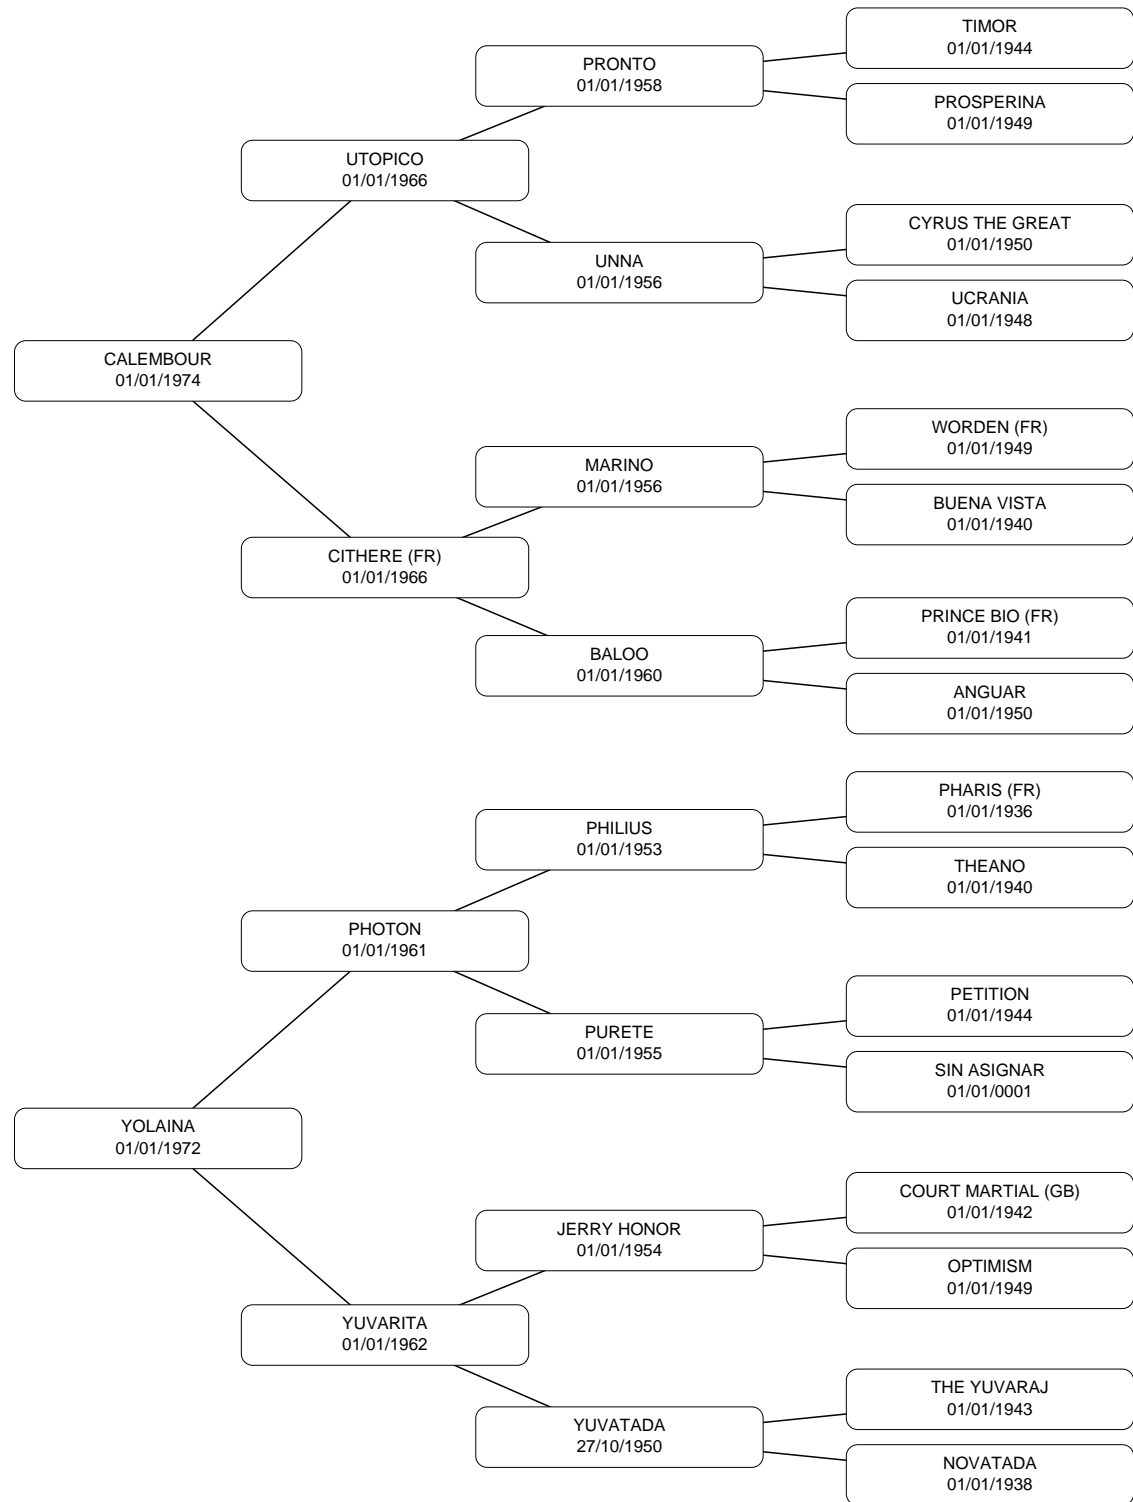 TIMOR
01/01/1944
PRONTO
01/01/1958
PROSPERINA
01/01/1949
UTOPICO
01/01/1966
CYRUS THE GREAT
01/01/1950
UNNA
01/01/1956
UCRANIA
01/01/1948
CALEMBOUR
01/01/1974
WORDEN (FR)
01/01/1949
MARINO
01/01/1956
BUENA VISTA
01/01/1940
CITHERE (FR)
01/01/1966
PRINCE BIO (FR)
01/01/1941
BALOO
01/01/1960
ANGUAR
01/01/1950
PHARIS (FR)
01/01/1936
PHILIUS
01/01/1953
THEANO
01/01/1940
PHOTON
01/01/1961
PETITION
01/01/1944
PURETE
01/01/1955
SIN ASIGNAR
01/01/0001
YOLAINA
01/01/1972
COURT MARTIAL (GB)
01/01/1942
JERRY HONOR
01/01/1954
OPTIMISM
01/01/1949
YUVARITA
01/01/1962
THE YUVARAJ
01/01/1943
YUVATADA
27/10/1950
NOVATADA
01/01/1938